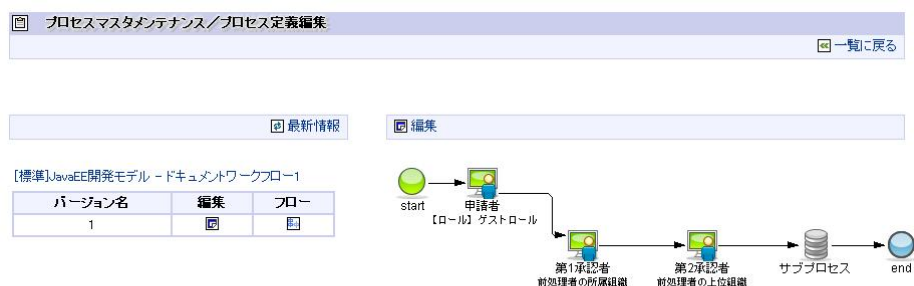 プロセスマスタメンテナンス／プロセス定義編集
一覧に戻る
最新情報
編集
[標準]JavaEE開発モデル － ドキュメントワークフロー1
バージョン名 編集 フロー
1
start
申請者
【ロール】ゲストロール
第1承認者
前処理者の所属組織
第2承認者
前処理者の上位組織
サブプロセス
end